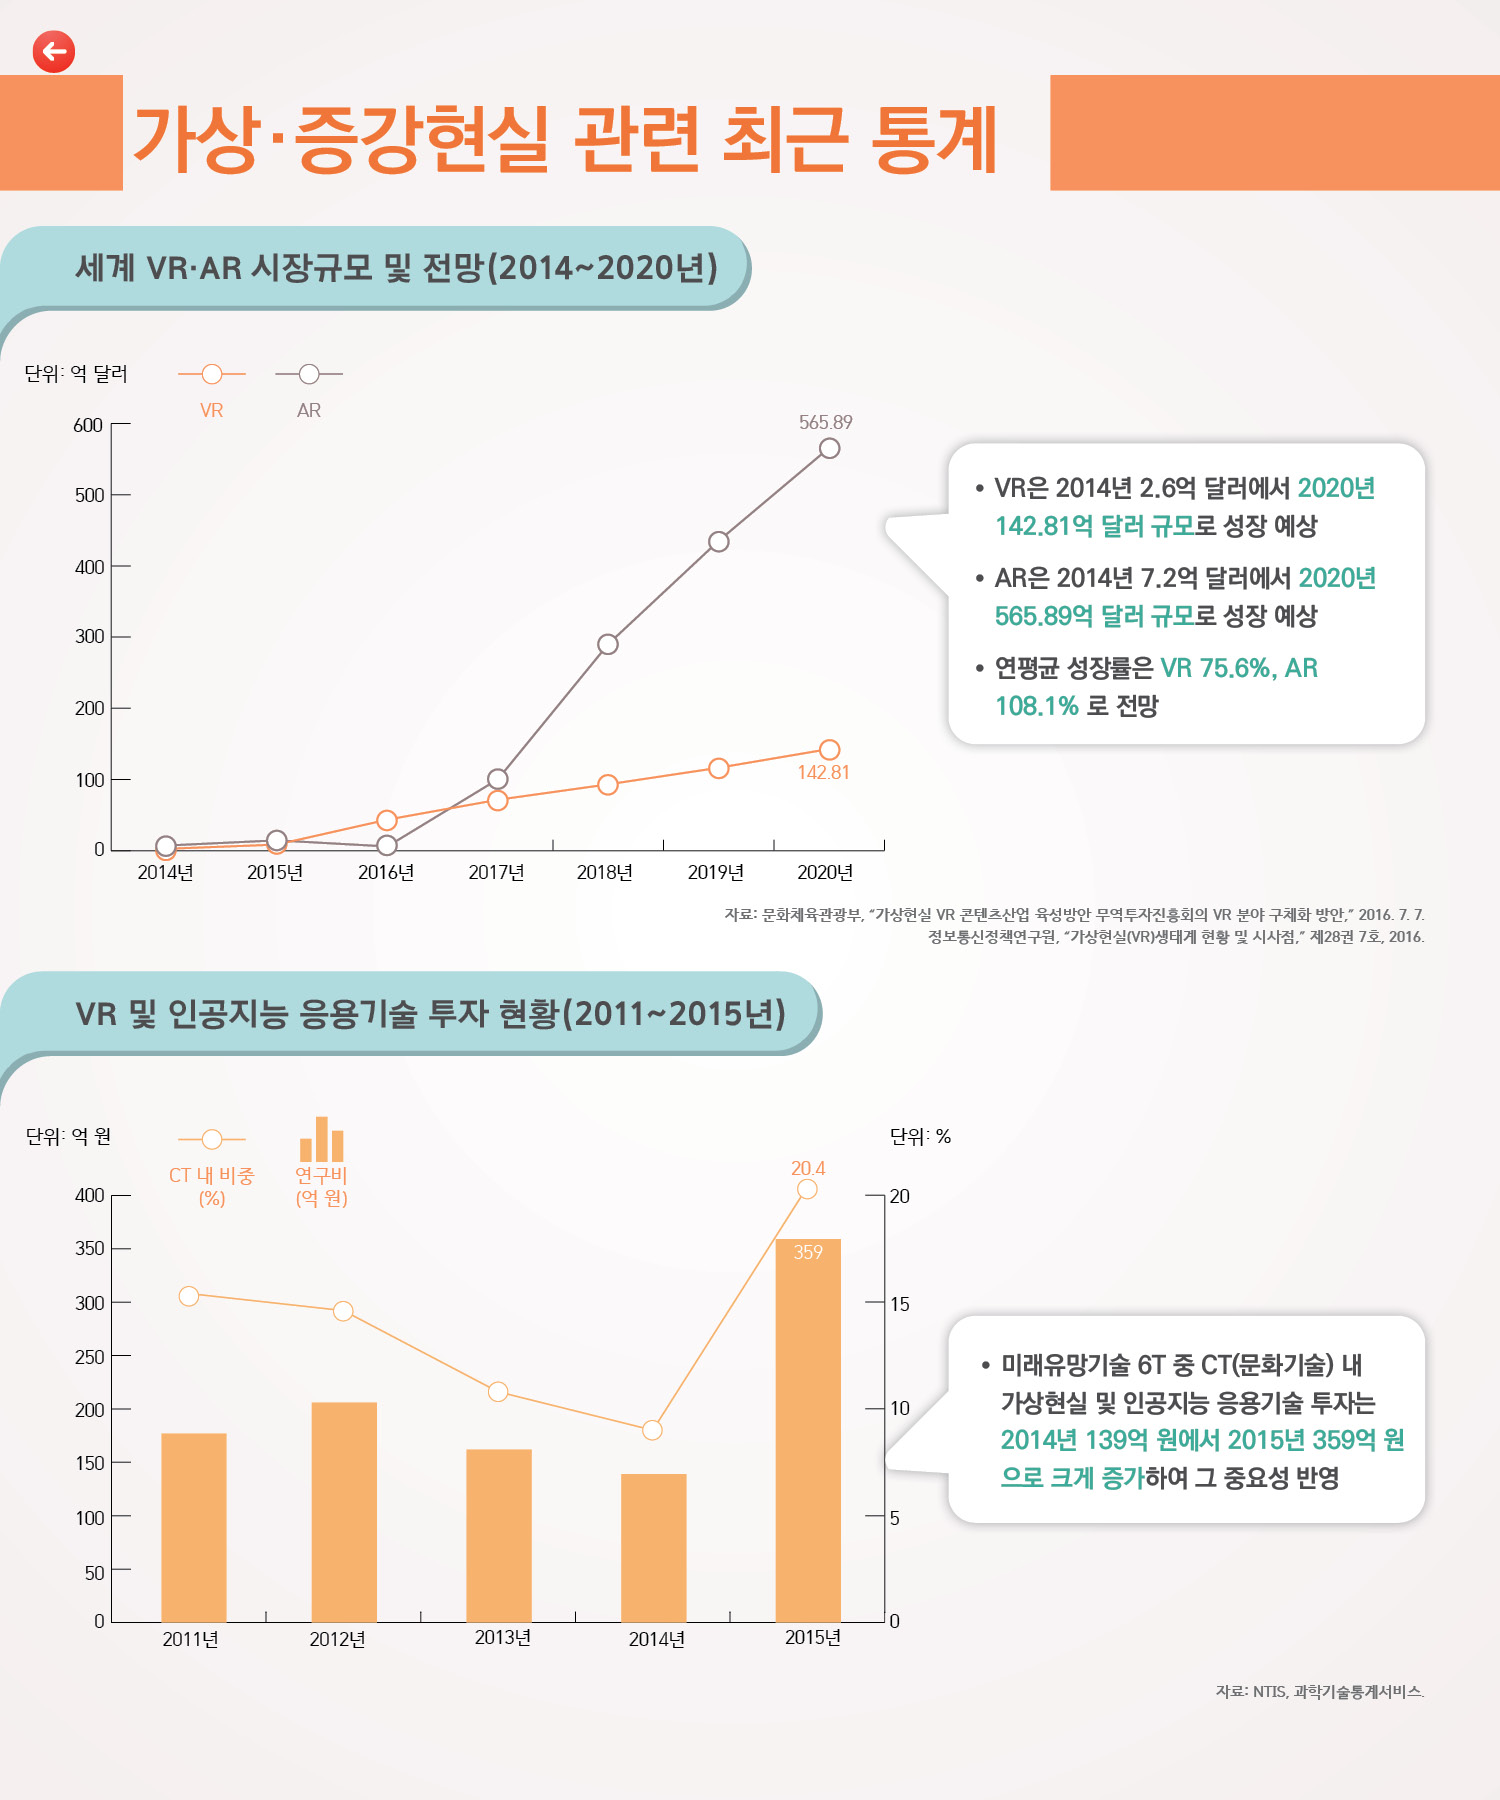 가상·증강현실 관련 최근 통계
세계 VR·AR 시장규모 및 전망(2014~2020년)
단위: 억 달러
VR
AR
600
500
400
300
200
100
0
565.89
142.81
2014년
2015년
2016년
2017년
2018년
2019년
2020년
• VR은 2014년 2.6억 달러에서 2020년
142.81억 달러 규모로 성장 예상
• AR은 2014년 7.2억 달러에서 2020년
565.89억 달러 규모로 성장 예상
• 연평균 성장률은 VR 75.6%, AR
108.1% 로 전망
자료: 문화체육관광부, “가상현실 VR 콘텐츠산업 육성방안 무역투자진흥회의 VR 분야 구체화 방안,” 2016. 7. 7.
정보통신정책연구원, “가상현실(VR)생태계 현황 및 시사점,” 제28권 7호, 2016.
VR 및 인공지능 응용기술 투자 현황(2011~2015년)
단위: 억 원
CT 내 비중
(%)
연구비
(억 원)
단위: %
400
350
300
250
200
150
100
50
0
20.4
359
20
15
10
5
0
2011년
2012년
2013년
2014년
2015년
• 미래유망기술 6T 중 CT(문화기술) 내
가상현실 및 인공지능 응용기술 투자는
2014년 139억 원에서 2015년 359억 원
으로 크게 증가하여 그 중요성 반영
자료: NTIS, 과학기술통계서비스.